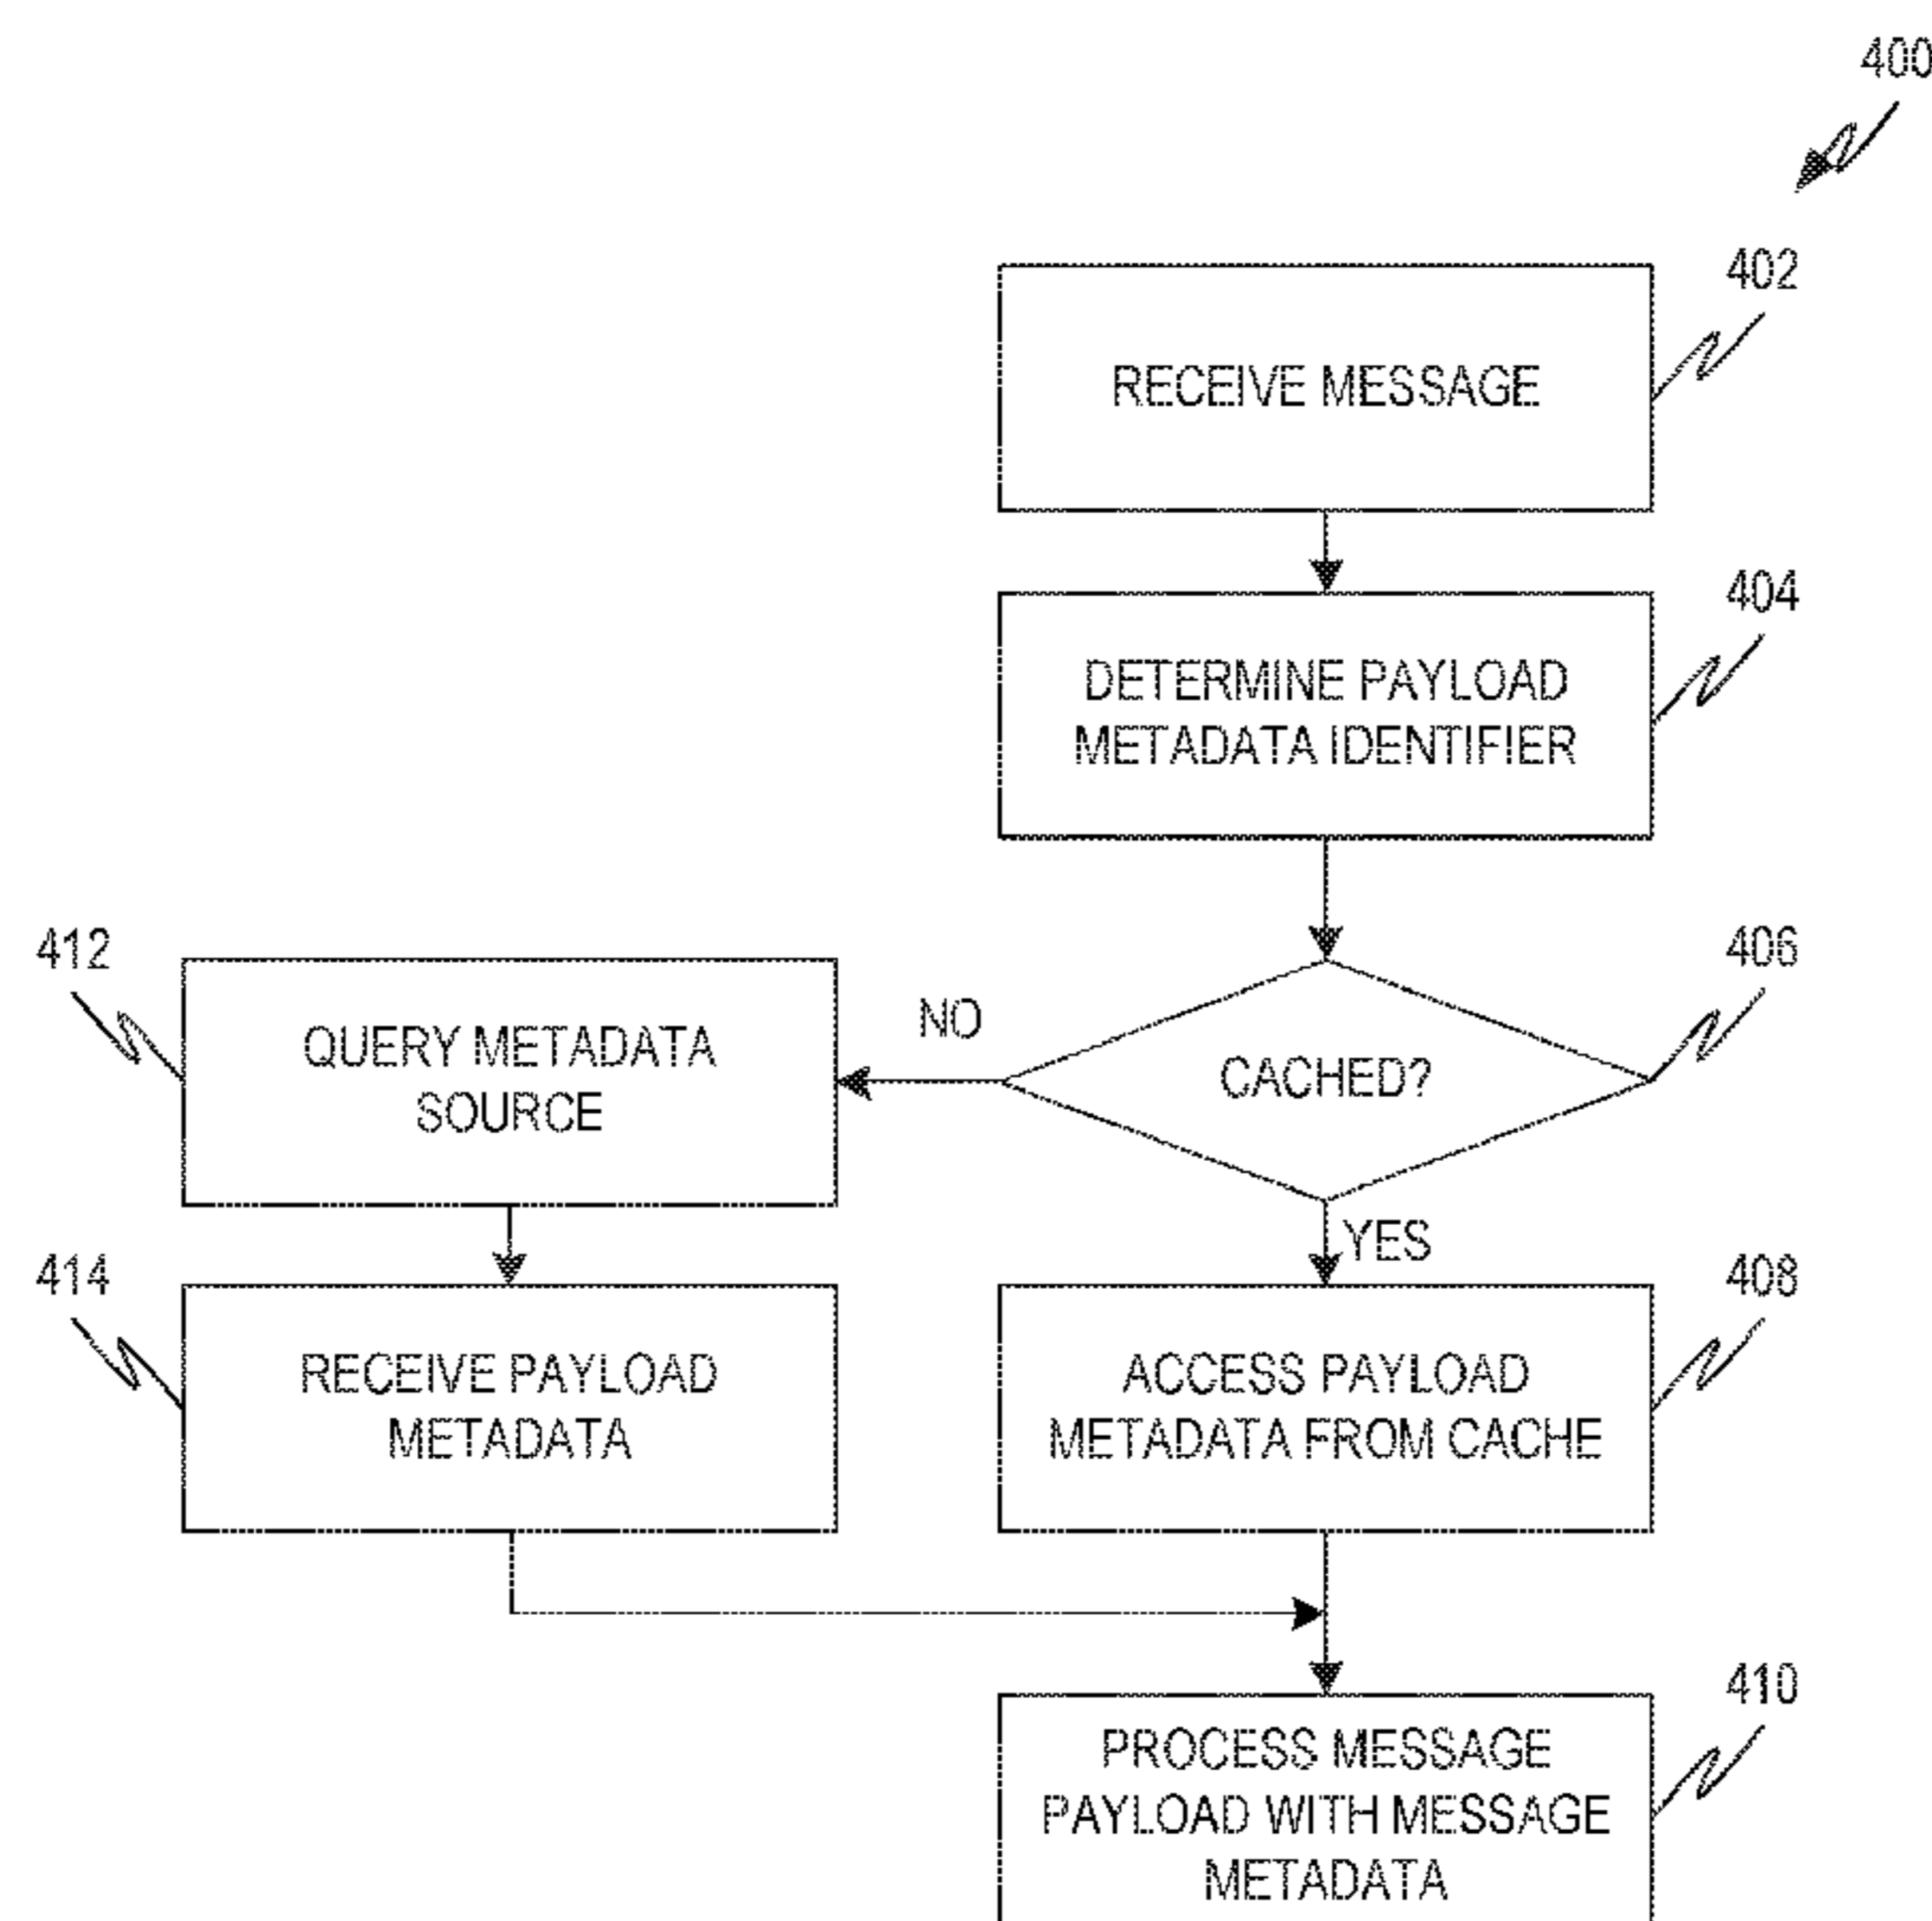 400
402
RECEIVE MESSAGE
404
DETERMINE PAYLOAD
METADATA IDENTIFIER
406
CACHED?
NO
YES
412
QUERY METADATA
SOURCE
414
RECEIVE PAYLOAD
METADATA
408
ACCESS PAYLOAD
METADATA FROM CACHE
410
PROCESS MESSAGE
PAYLOAD WITH MESSAGE
METADATA